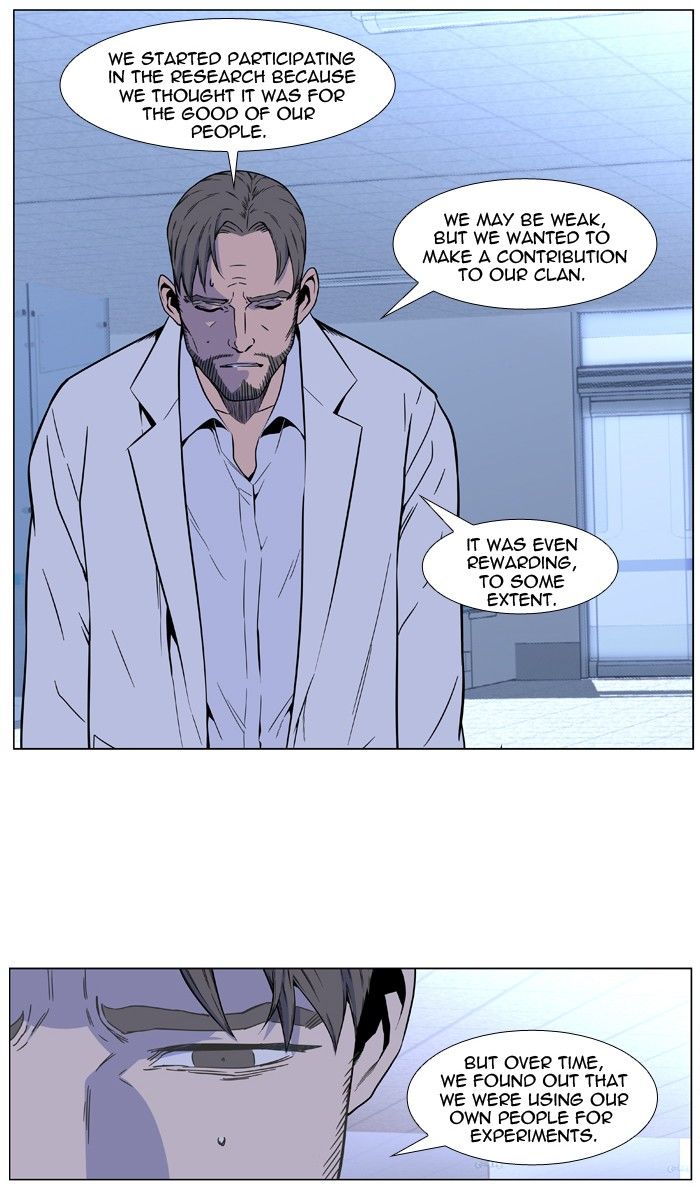 WE STARTED PARTICIPATING
IN THE RESEARCH BECAUSE
WE THOUGHT IT WAS FOR
THE GOOD OF OUR
PEOPLE.
WE MAY BE WEAK,
BUT WE WANTED TO
MAKE A CONTRIBUTION
TO OUR CLAN.
IT WAS EVEN
REWARDING,
TO SOME
EXTENT.
BUT OVER TIME,
WE FOUND OUT THAT
WE WERE USING OUR
OWN PEOPLE FOR
EXPERIMENTS.